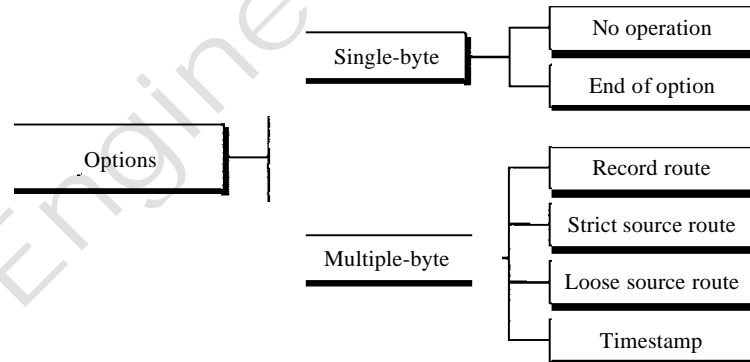 No operation
Single-byte
End of option
Options
Record route
Strict source route
Multiple-byte
Loose source route
Timestamp
Engine